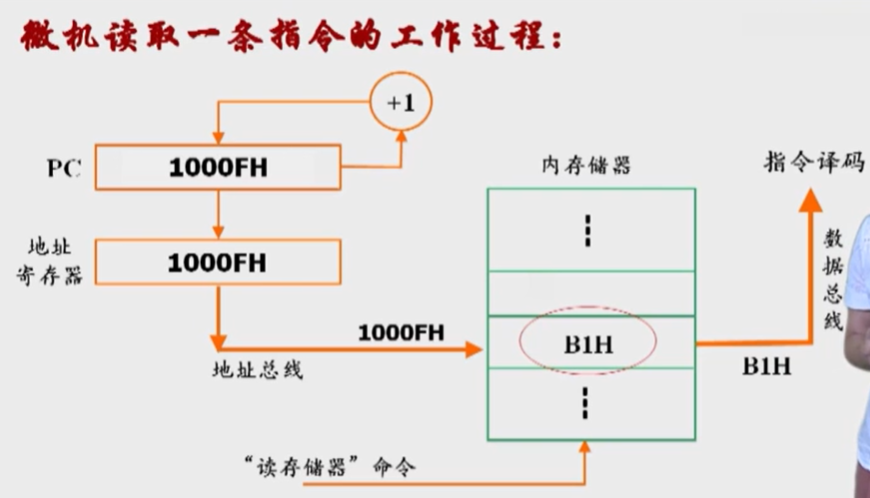 微机读取一条指令的工作过程：
+1
PC
1000FH
内存储器
指令译码
地址
寄存器
1000FH
数
据
总
线
1000FH
B1H
B1H
地址总线
“读存储器”命令